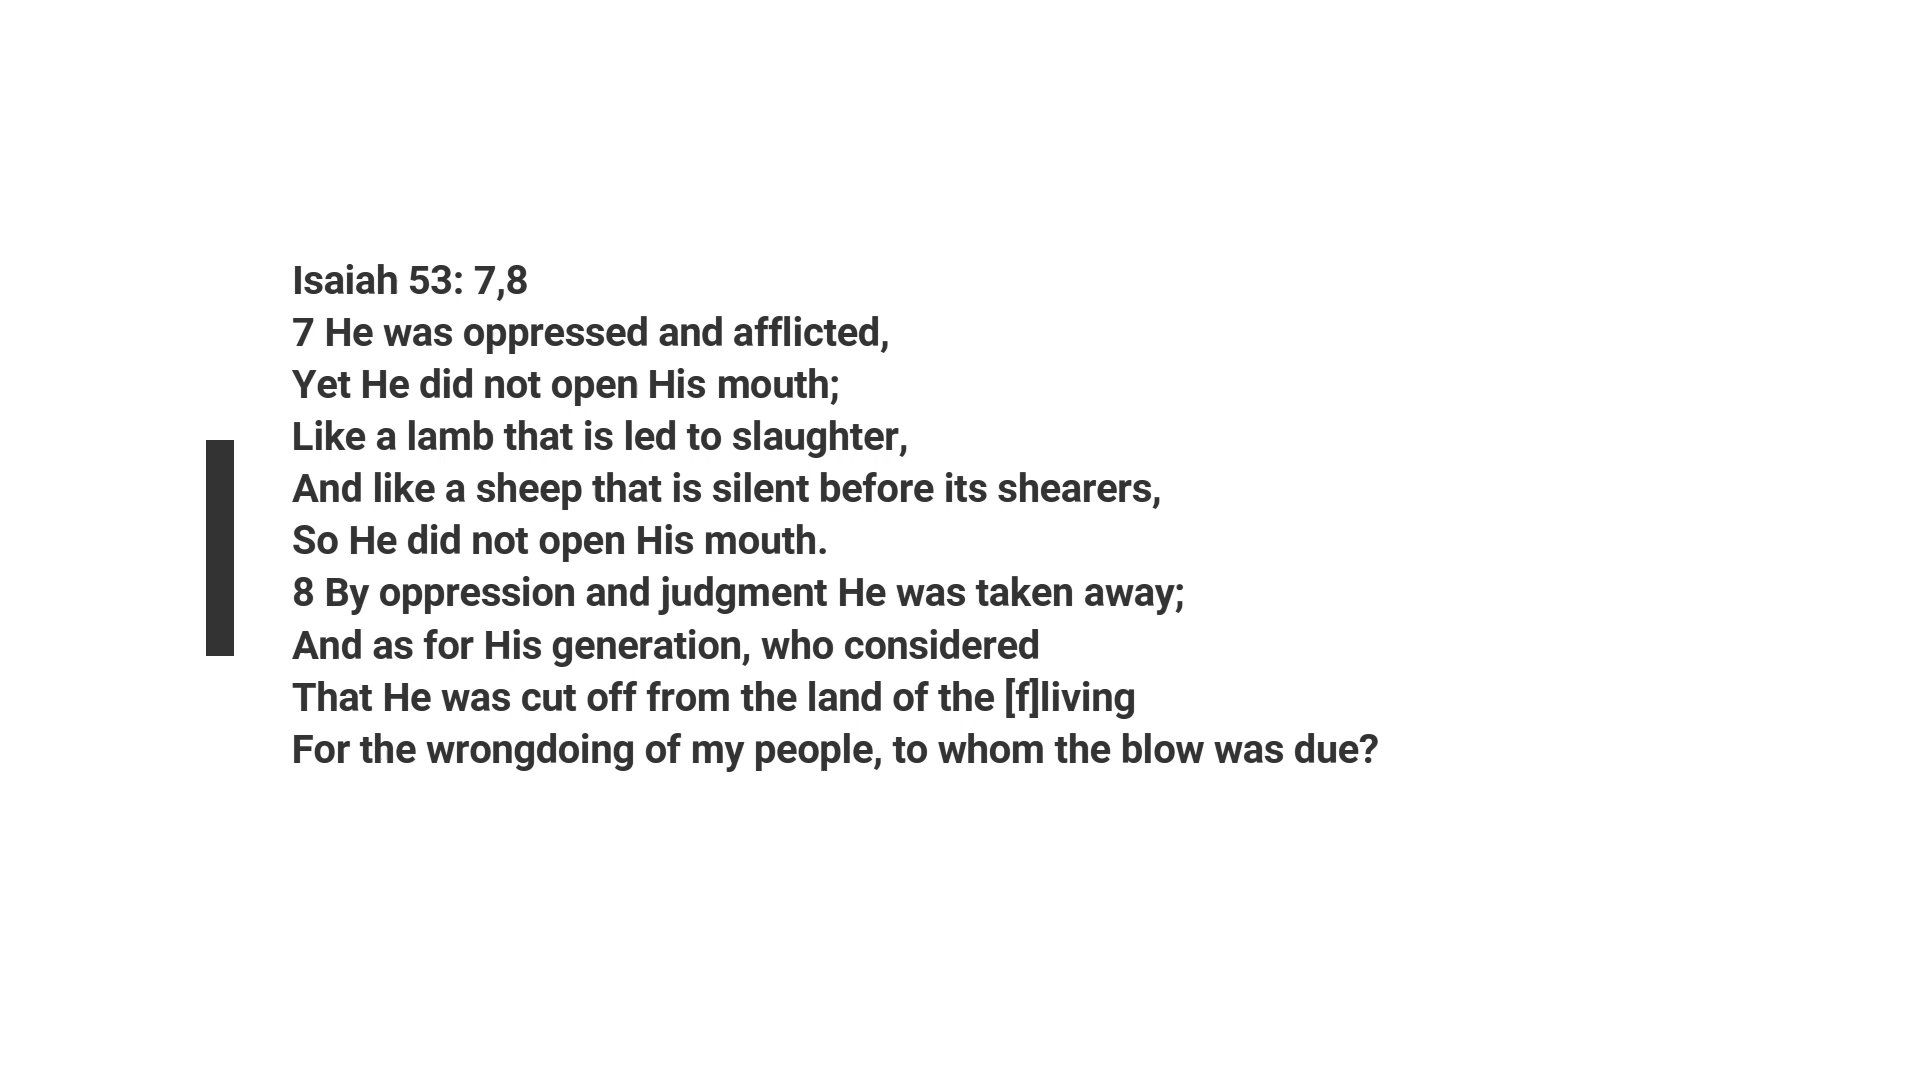 Isaiah 53: 7,8
7 He was oppressed and afflicted,
Yet He did not open His mouth;
Like a lamb that is led to slaughter,
And like a sheep that is silent before its shearers,
So He did not open His mouth.
8 By oppression and judgment He was taken away;
And as for His generation, who considered
That He was cut off from the land of the [f]living
For the wrongdoing of my people, to whom the blow was due?